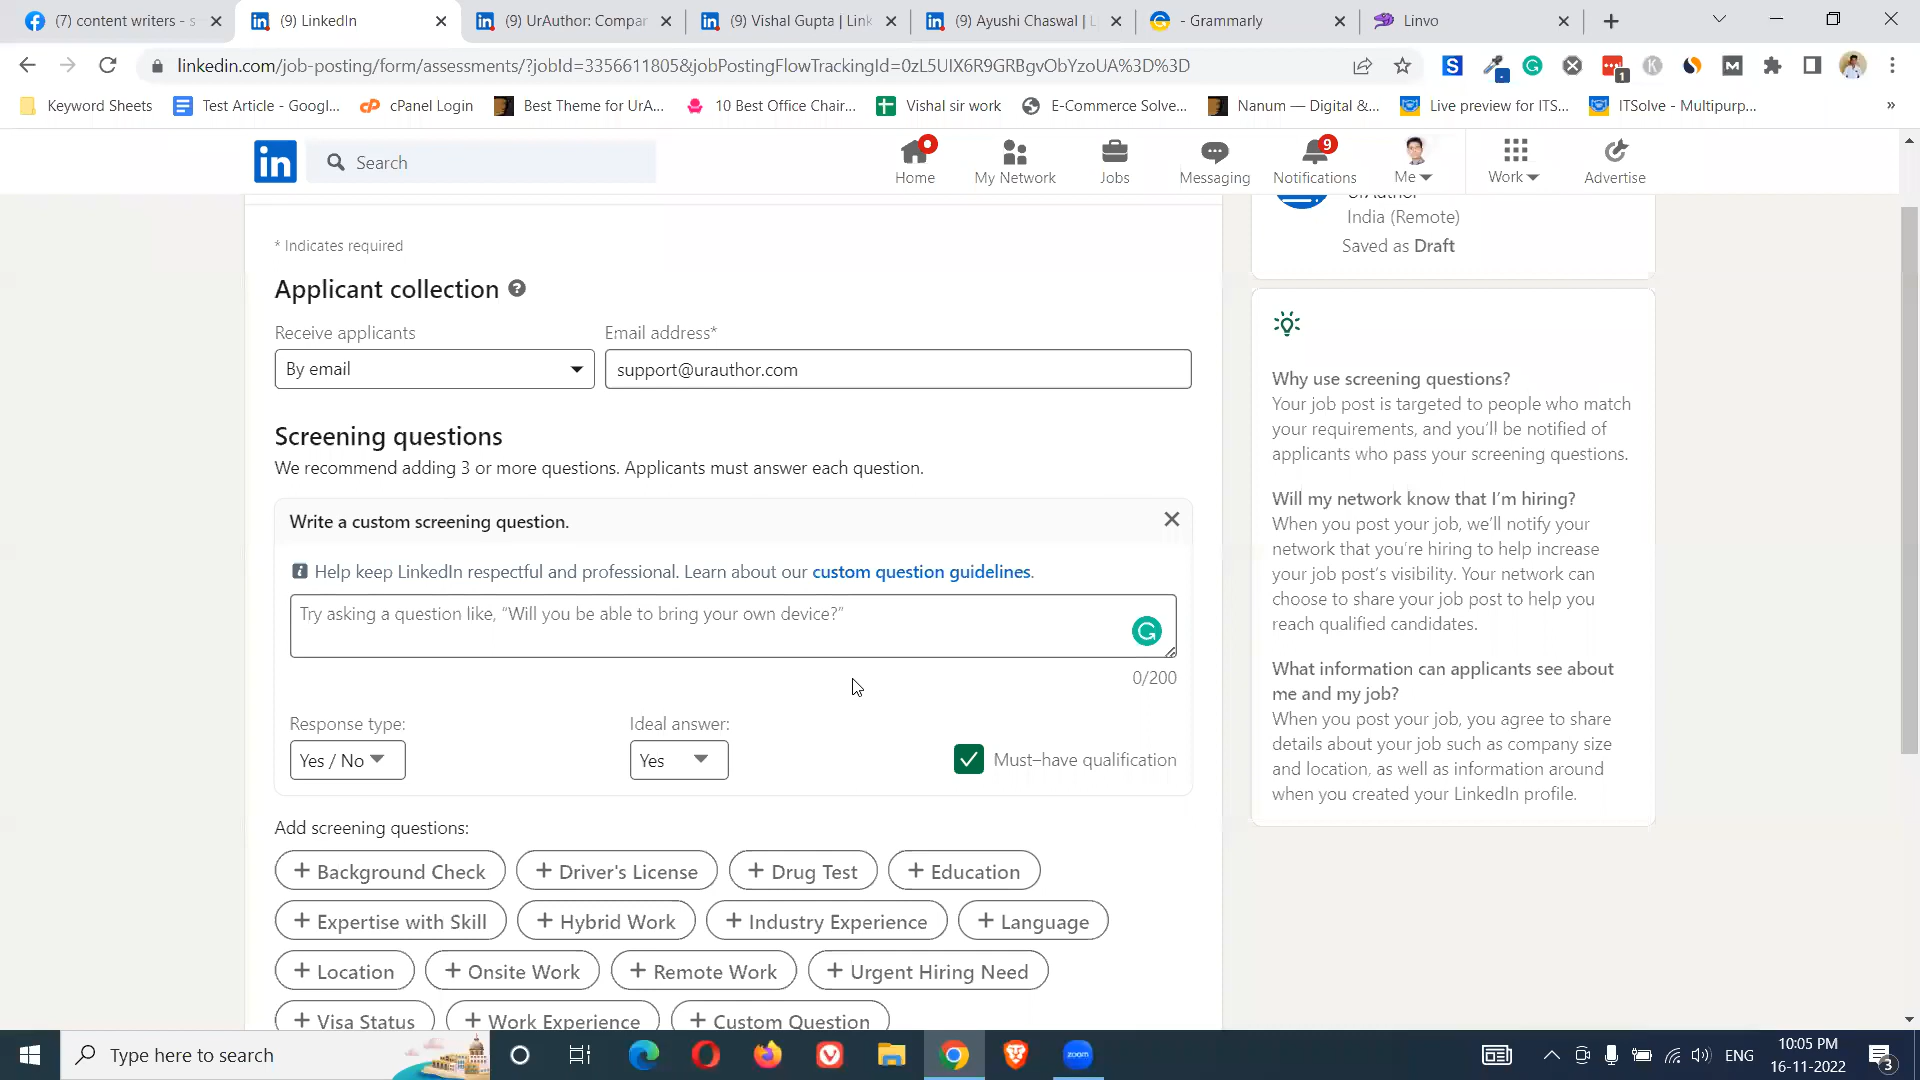 (7) content writers - s
(9) LinkedIn
(9) UrAuthor: Compar
(9) Vishal Gupta | Link
(9) Ayushi Chaswal | L
- Grammarly
Linvo
linkedin.com/job-posting/form/assessments/?jobId=3356611805&jobPostingFlowTrackingId=0zL5UIX6R9GRBgvObYzoUA%3D%3D
Keyword Sheets
Test Article - Googl...
cPanel Login
Best Theme for UrA...
10 Best Office Chair...
Vishal sir work
E-Commerce Solve...
Nanum — Digital &...
Live preview for ITS...
ITSolve - Multipurp...
in
Search
Home
My Network
Jobs
Messaging
9
Notifications
Me
Work
Advertise
UrAuthor
India (Remote)
Saved as Draft
* Indicates required
Applicant collection
Receive applicants
Email address*
By email
support@urauthor.com
Screening questions
We recommend adding 3 or more questions. Applicants must answer each question.
Write a custom screening question.
Help keep LinkedIn respectful and professional. Learn about our custom question guidelines.
Try asking a question like, “Will you be able to bring your own device?”
0/200
Response type:
Ideal answer:
Yes / No
Yes
Must-have qualification
Add screening questions:
+ Background Check
+ Driver's License
+ Drug Test
+ Education
+ Expertise with Skill
+ Hybrid Work
+ Industry Experience
+ Language
+ Location
+ Onsite Work
+ Remote Work
+ Urgent Hiring Need
+ Visa Status
+ Work Experience
+ Custom Question
Why use screening questions?
Your job post is targeted to people who match
your requirements, and you’ll be notified of
applicants who pass your screening questions.
Will my network know that I’m hiring?
When you post your job, we’ll notify your
network that you’re hiring to help increase
your job post’s visibility. Your network can
choose to share your job post to help you
reach qualified candidates.
What information can applicants see about
me and my job?
When you post your job, you agree to share
details about your job such as company size
and location, as well as information around
when you created your LinkedIn profile.
Type here to search
zoom
ENG
10:05 PM
16-11-2022
3